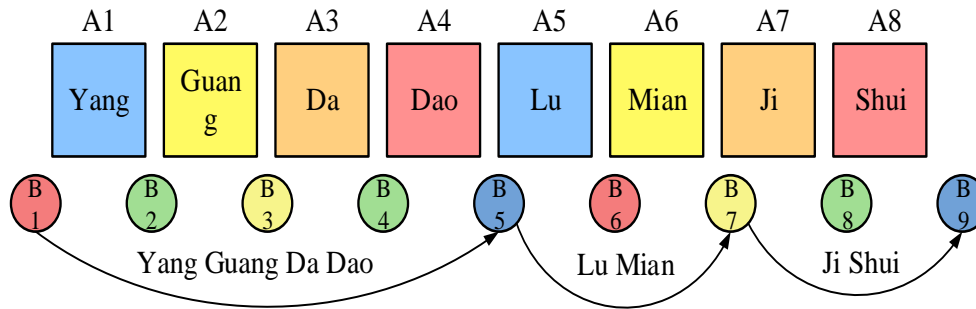 A1 A2 A3 A4 A5 A6 A7 A8
Yang Guan Da Dao Lu Mian Ji Shui
g
B B B B B B B B B
1 2 3 4 5 6 7 8 9
Yang Guang Da Dao Lu Mian Ji Shui